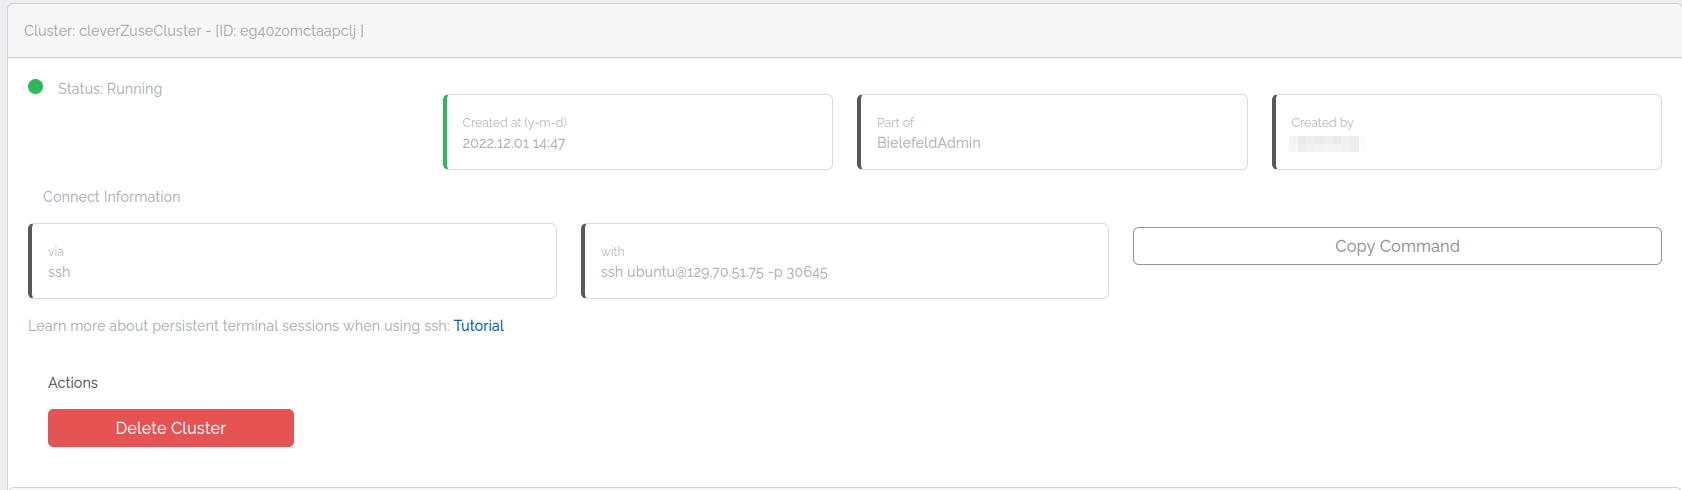 Cluster: cleverZuseCluster - [ID: eg40zomctaapclj ]
Status: Running
Created at (y-m-d)
2022.12.01 14:47
Part of
BielefeldAdmin
Created by
Connect Information
via
ssh
with
ssh ubuntu@129.70.51.75 -p 30645
Copy Command
Learn more about persistent terminal sessions when using ssh: Tutorial
Actions
Delete Cluster